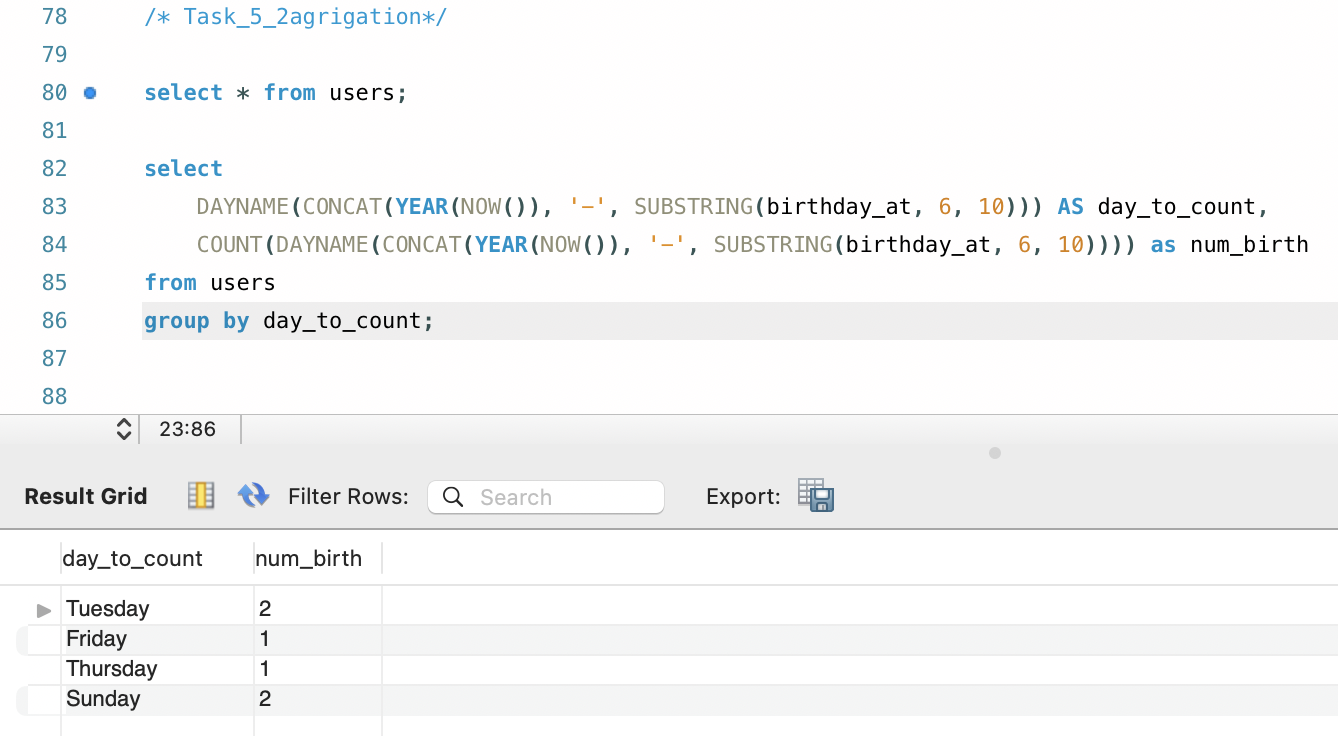 78 /* Task_5_2agrigation*/
79
80 select * from users;
81
82 select
83 DAYNAME(CONCAT(YEAR(NOW()), '-', SUBSTRING(birthday_at, 6, 10))) AS day_to_count,
84 COUNT(DAYNAME(CONCAT(YEAR(NOW()), '-', SUBSTRING(birthday_at, 6, 10)))) as num_birth
85 from users
86 group by day_to_count;
87
88
23:86
Result Grid Filter Rows: Search Export:
day_to_count num_birth
Tuesday 2
Friday 1
Thursday 1
Sunday 2